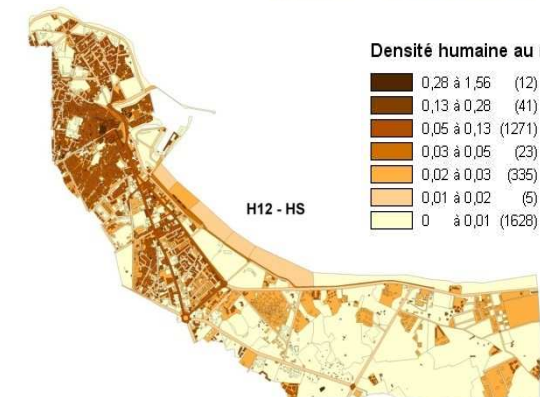 Densité humaine au
0,28 à 1,56 (12)
0,13 à 0,28 (41)
0,05 à 0,13 (1271)
0,03 à 0,05 (23)
0,02 à 0,03 (335)
0,01 à 0,02 (5)
0 à 0,01 (1628)
H12 - HS